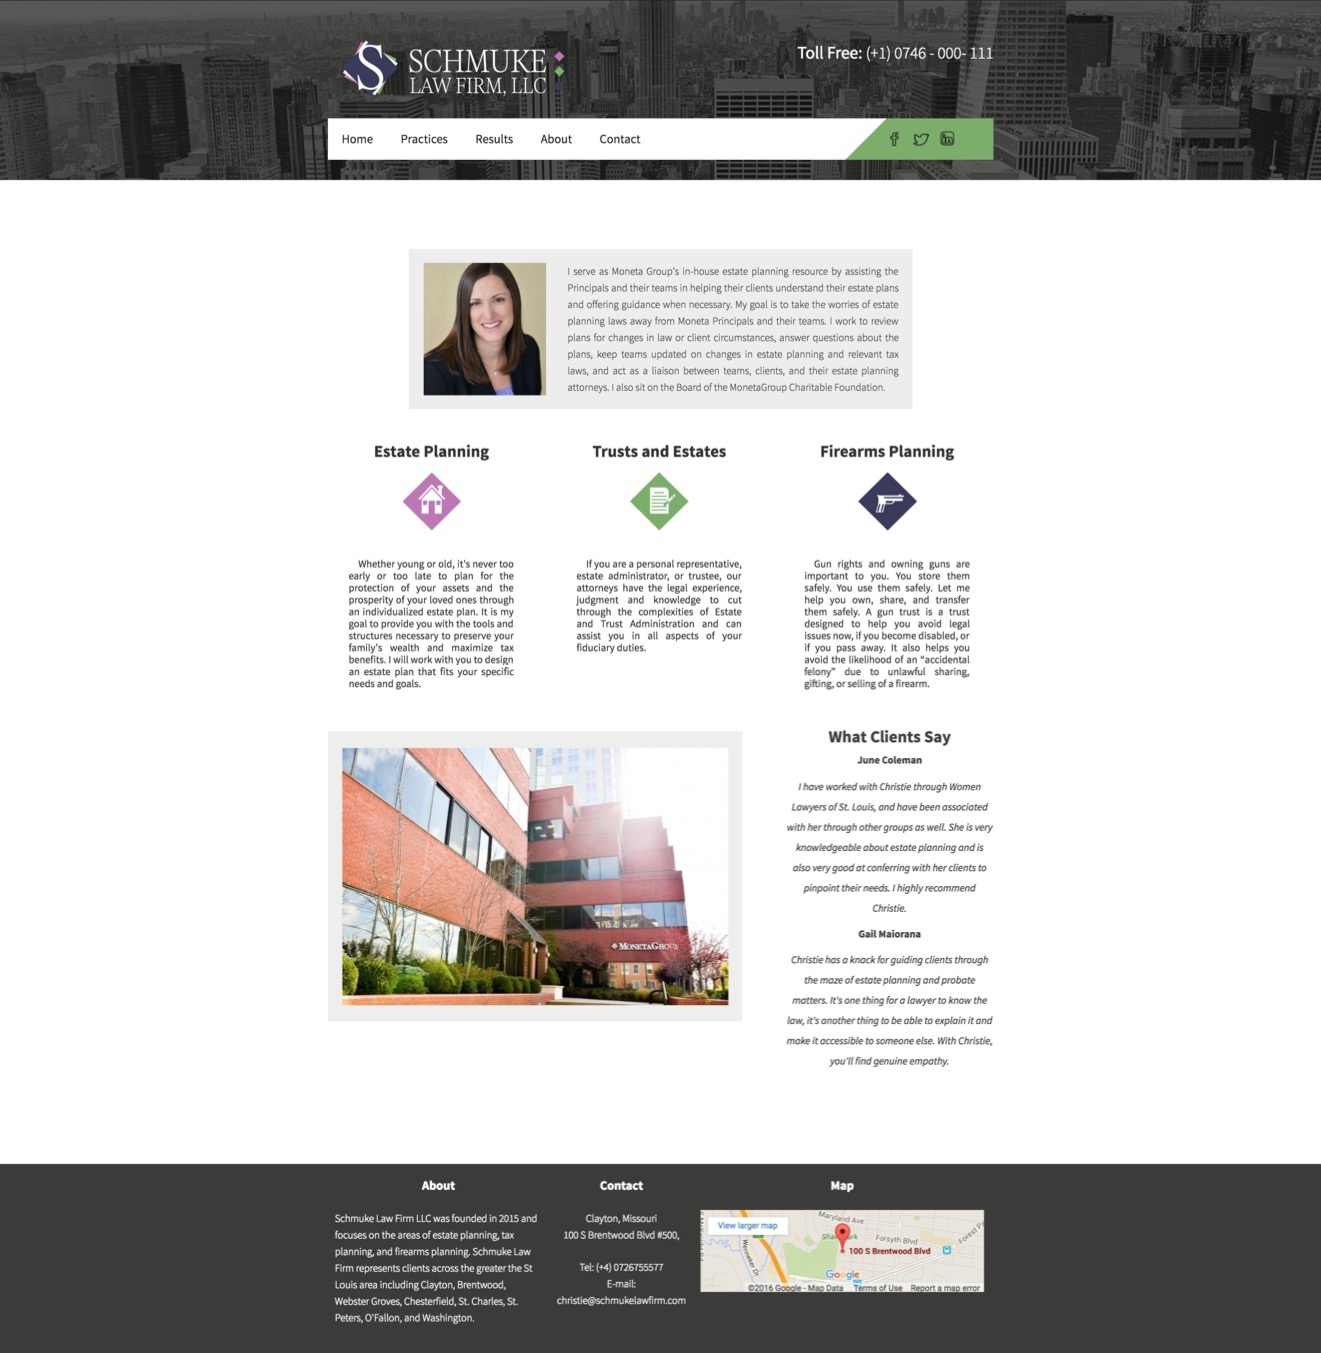 SCHMUKE
LAW FIRM, LLC
Toll Free: (+1) 0746 - 000- 111
Home Practices Results About Contact
I serve as Moneta Group's in-house estate planning resource by assisting the
Principals and their teams in helping their clients understand their estate plans
and offering guidance when necessary. My goal is to take the worries of estate
planning laws away from Moneta Principals and their teams. I work to review
plans for changes in law or client circumstances, answer questions about the
plans, keep teams updated on changes in estate planning and relevant tax
laws, and act as a liaison between teams, clients, and their estate planning
attorneys. I also sit on the Board of the MonetaGroup Charitable Foundation.
Estate Planning
Whether young or old, it's never too
early or too late to plan for the
protection of your assets and the
prosperity of your loved ones through
an individualized estate plan. It is my
goal to provide you with the tools and
structures necessary to preserve your
family's wealth and maximize tax
benefits. I will work with you to design
an estate plan that fits your specific
needs and goals.
Trusts and Estates
If you are a personal representative,
estate administrator, or trustee, our
attorneys have the legal experience,
judgment and knowledge to cut
through the complexities of Estate
and Trust Administration and can
assist you in all aspects of your
fiduciary duties.
Firearms Planning
Gun rights and owning guns are
important to you. You store them
safely. You use them safely. Let me
help you own, share, and transfer
them safely. A gun trust is a trust
designed to help you avoid legal
issues now, if you become disabled, or
if you pass away. It also helps you
avoid the likelihood of an “accidental
felony” due to unlawful sharing,
gifting, or selling of a firearm.
MONETAGROUP
What Clients Say
June Coleman
I have worked with Christie through Women
Lawyers of St. Louis, and have been associated
with her through other groups as well. She is very
knowledgeable about estate planning and is
also very good at conferring with her clients to
pinpoint their needs. I highly recommend
Christie.
Gail Maiorana
Christie has a knack for guiding clients through
the maze of estate planning and probate
matters. It's one thing for a lawyer to know the
law, it's another thing to be able to explain it and
make it accessible to someone else. With Christie,
you'll find genuine empathy.
About
Schmuke Law Firm LLC was founded in 2015 and
focuses on the areas of estate planning, tax
planning, and firearms planning. Schmuke Law
Firm represents clients across the greater the St
Louis area including Clayton, Brentwood,
Webster Groves, Chesterfield, St. Charles, St.
Peters, O'Fallon, and Washington.
Contact
Clayton, Missouri
100 S Brentwood Blvd #500,
Tel: (+4) 0726755577
E-mail:
christie@schmukelawfirm.com
Map
View larger map
Maryland Ave
Forsyth Blvd
Forest P
100 S Brentwood Blvd
Google
©2016 Google - Map Data Terms of Use Report a map error